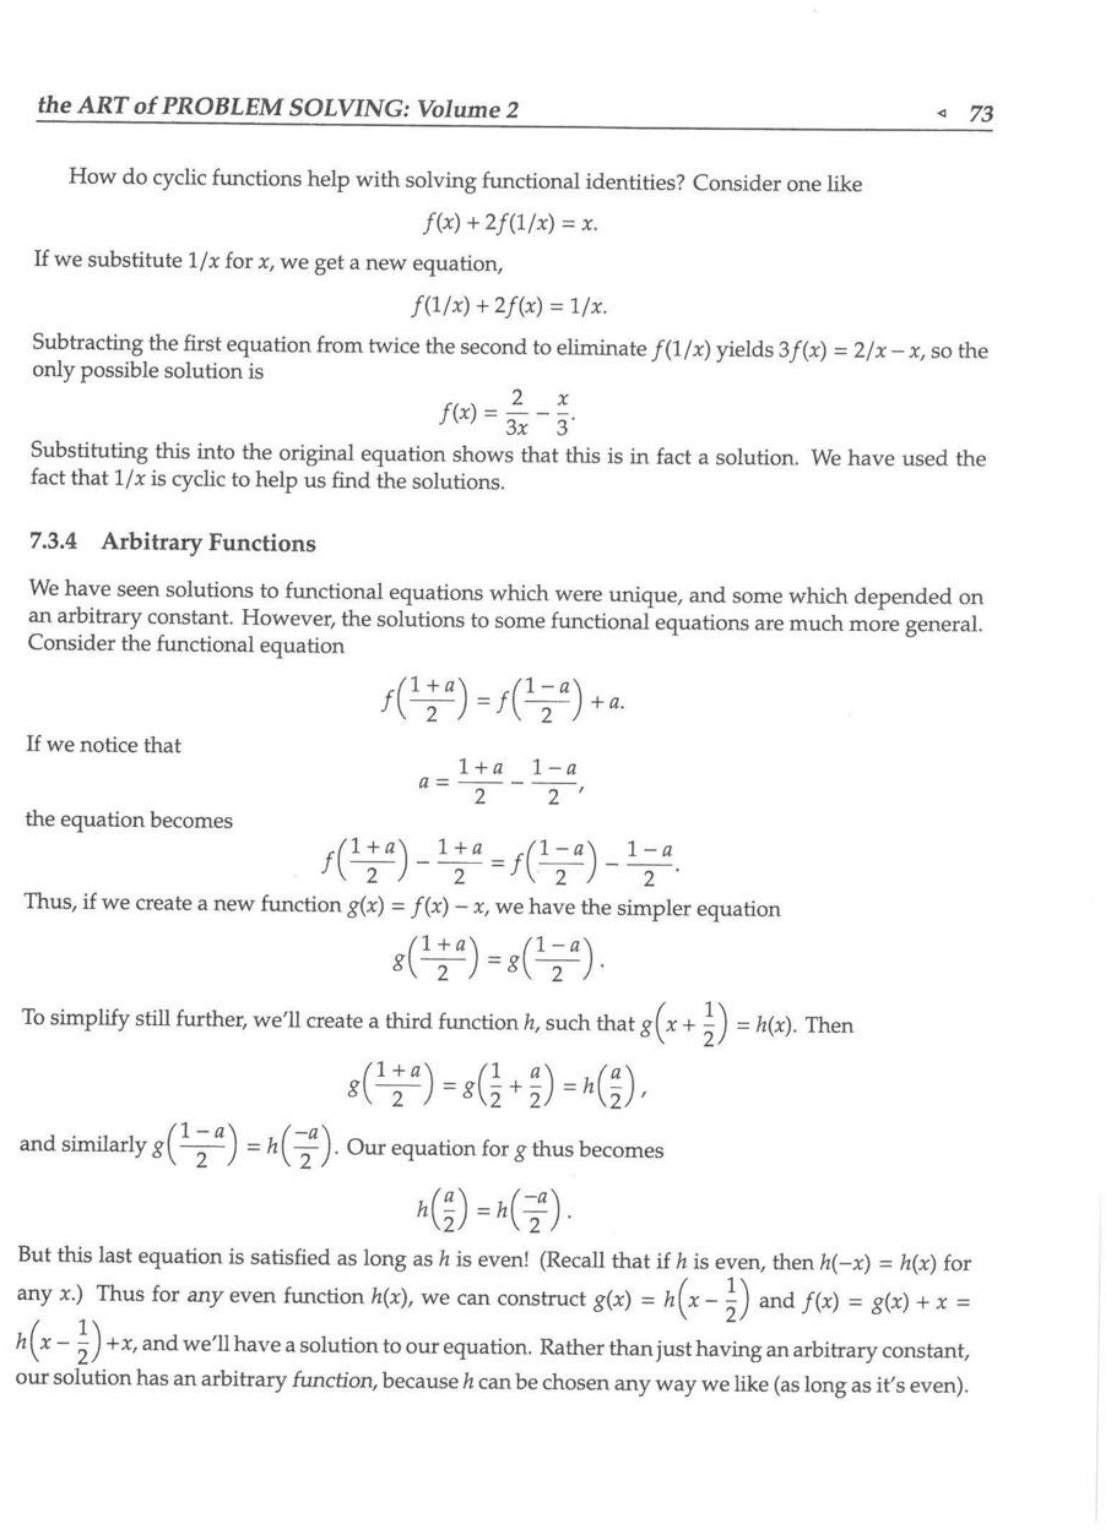 the ART of PROBLEM SOLVING: Volume 2 ◃ 73
How do cyclic functions help with solving functional identities? Consider one like
f(x) + 2f(1/x) = x.
If we substitute 1/x for x, we get a new equation,
f(1/x) + 2f(x) = 1/x.
Subtracting the first equation from twice the second to eliminate f(1/x) yields 3f(x) = 2/x − x, so the
only possible solution is
f(x) = 2/3x − x/3.
Substituting this into the original equation shows that this is in fact a solution. We have used the
fact that 1/x is cyclic to help us find the solutions.
7.3.4 Arbitrary Functions
We have seen solutions to functional equations which were unique, and some which depended on
an arbitrary constant. However, the solutions to some functional equations are much more general.
Consider the functional equation
f((1 + a)/2) = f((1 − a)/2) + a.
If we notice that
a = (1 + a)/2 − (1 − a)/2,
the equation becomes
f((1 + a)/2) − (1 + a)/2 = f((1 − a)/2) − (1 − a)/2.
Thus, if we create a new function g(x) = f(x) − x, we have the simpler equation
g((1 + a)/2) = g((1 − a)/2).
To simplify still further, we'll create a third function h, such that g(x + 1/2) = h(x). Then
g((1 + a)/2) = g(1/2 + a/2) = h(a/2),
and similarly g((1 − a)/2) = h(−a/2). Our equation for g thus becomes
h(a/2) = h(−a/2).
But this last equation is satisfied as long as h is even! (Recall that if h is even, then h(−x) = h(x) for
any x.) Thus for any even function h(x), we can construct g(x) = h(x − 1/2) and f(x) = g(x) + x =
h(x − 1/2) + x, and we'll have a solution to our equation. Rather than just having an arbitrary constant,
our solution has an arbitrary function, because h can be chosen any way we like (as long as it's even).